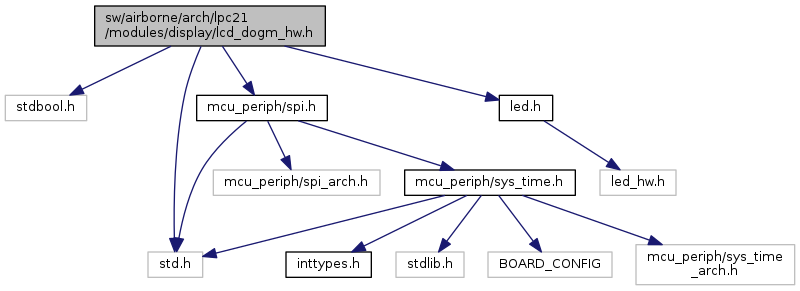 sw/airborne/arch/lpc21
/modules/display/lcd_dogm_hw.h
stdbool.h
mcu_periph/spi.h
led.h
mcu_periph/spi_arch.h
mcu_periph/sys_time.h
led_hw.h
std.h
inttypes.h
stdlib.h
BOARD_CONFIG
mcu_periph/sys_time
_arch.h